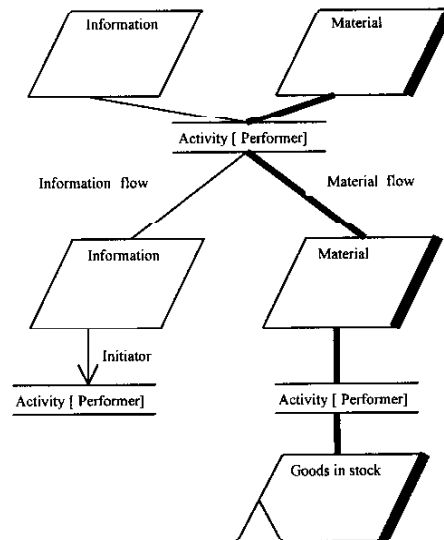 Information
Material
Activity [ Performer]
Information flow
Material flow
Information
Material
Initiator
Activity [ Performer]
Activity [ Performer]
Goods in stock